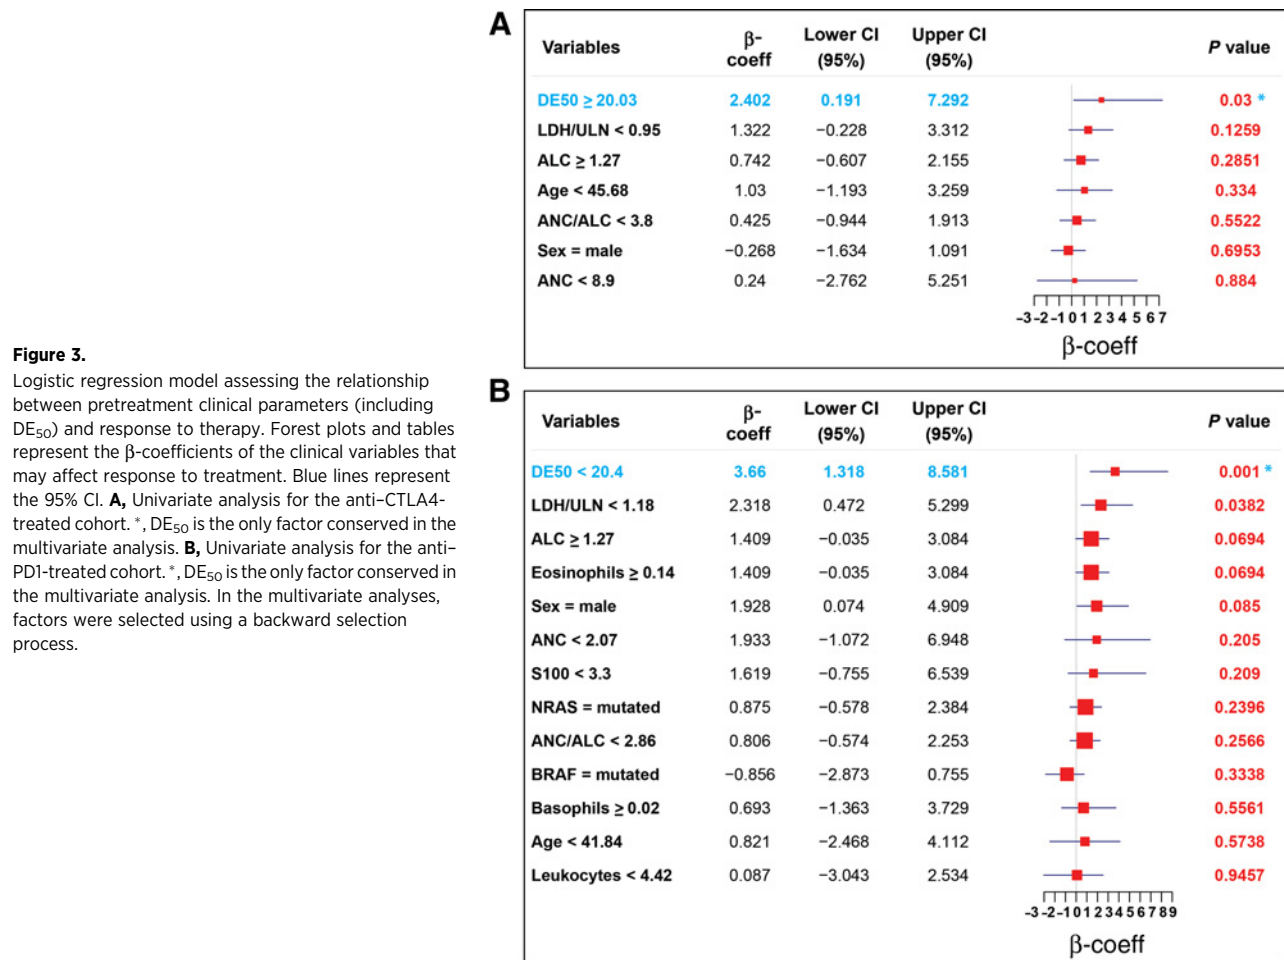 Figure 3.
Logistic regression model assessing the relationship
between pretreatment clinical parameters (including
DE50) and response to therapy. Forest plots and tables
represent the β-coefficients of the clinical variables that
may affect response to treatment. Blue lines represent
the 95% CI. A, Univariate analysis for the anti–CTLA4-
treated cohort. *, DE50 is the only factor conserved in the
multivariate analysis. B, Univariate analysis for the anti–
PD1-treated cohort. *, DE50 is the only factor conserved in
the multivariate analysis. In the multivariate analyses,
factors were selected using a backward selection
process.
A
Variables β-coeff Lower CI (95%) Upper CI (95%) P value
DE50 ≥ 20.03 2.402 0.191 7.292 0.03 *
LDH/ULN < 0.95 1.322 −0.228 3.312 0.1259
ALC ≥ 1.27 0.742 −0.607 2.155 0.2851
Age < 45.68 1.03 −1.193 3.259 0.334
ANC/ALC < 3.8 0.425 −0.944 1.913 0.5522
Sex = male −0.268 −1.634 1.091 0.6953
ANC < 8.9 0.24 −2.762 5.251 0.884
−3 −2 −1 0 1 2 3 4 5 6 7
β-coeff
B
Variables β-coeff Lower CI (95%) Upper CI (95%) P value
DE50 < 20.4 3.66 1.318 8.581 0.001 *
LDH/ULN < 1.18 2.318 0.472 5.299 0.0382
ALC ≥ 1.27 1.409 −0.035 3.084 0.0694
Eosinophils ≥ 0.14 1.409 −0.035 3.084 0.0694
Sex = male 1.928 0.074 4.909 0.085
ANC < 2.07 1.933 −1.072 6.948 0.205
S100 < 3.3 1.619 −0.755 6.539 0.209
NRAS = mutated 0.875 −0.578 2.384 0.2396
ANC/ALC < 2.86 0.806 −0.574 2.253 0.2566
BRAF = mutated −0.856 −2.873 0.755 0.3338
Basophils ≥ 0.02 0.693 −1.363 3.729 0.5561
Age < 41.84 0.821 −2.468 4.112 0.5738
Leukocytes < 4.42 0.087 −3.043 2.534 0.9457
−3 −2 −1 0 1 2 3 4 5 6 7 8 9
β-coeff